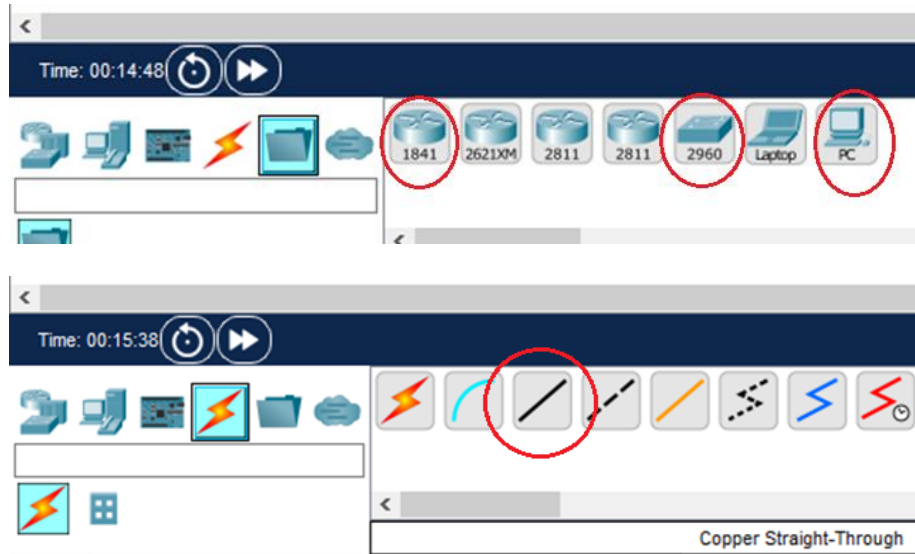 Time: 00:14:48
1841 2621XM 2811 2811 2960 Laptop PC
Time: 00:15:38
Copper Straight-Through